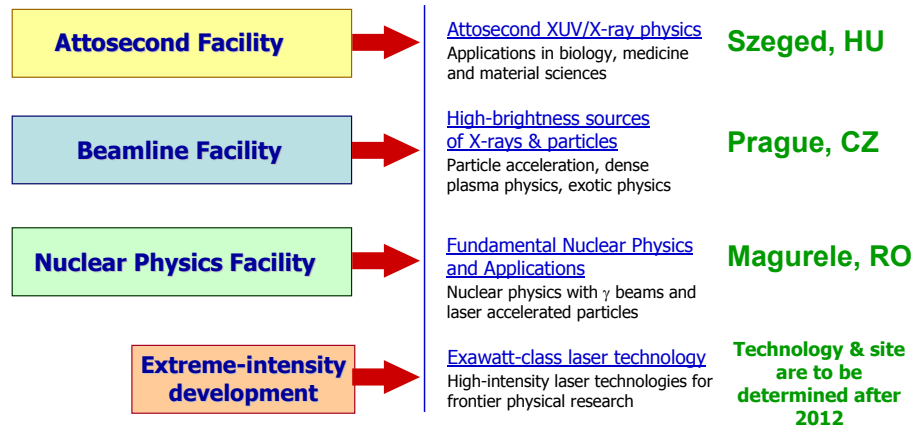 Attosecond Facility
Attosecond XUV/X-ray physics
Applications in biology, medicine
and material sciences
Szeged, HU
Beamline Facility
High-brightness sources
of X-rays & particles
Particle acceleration, dense
plasma physics, exotic physics
Prague, CZ
Nuclear Physics Facility
Fundamental Nuclear Physics
and Applications
Nuclear physics with γ beams and
laser accelerated particles
Magurele, RO
Extreme-intensity
development
Exawatt-class laser technology
High-intensity laser technologies for
frontier physical research
Technology & site
are to be
determined after
2012